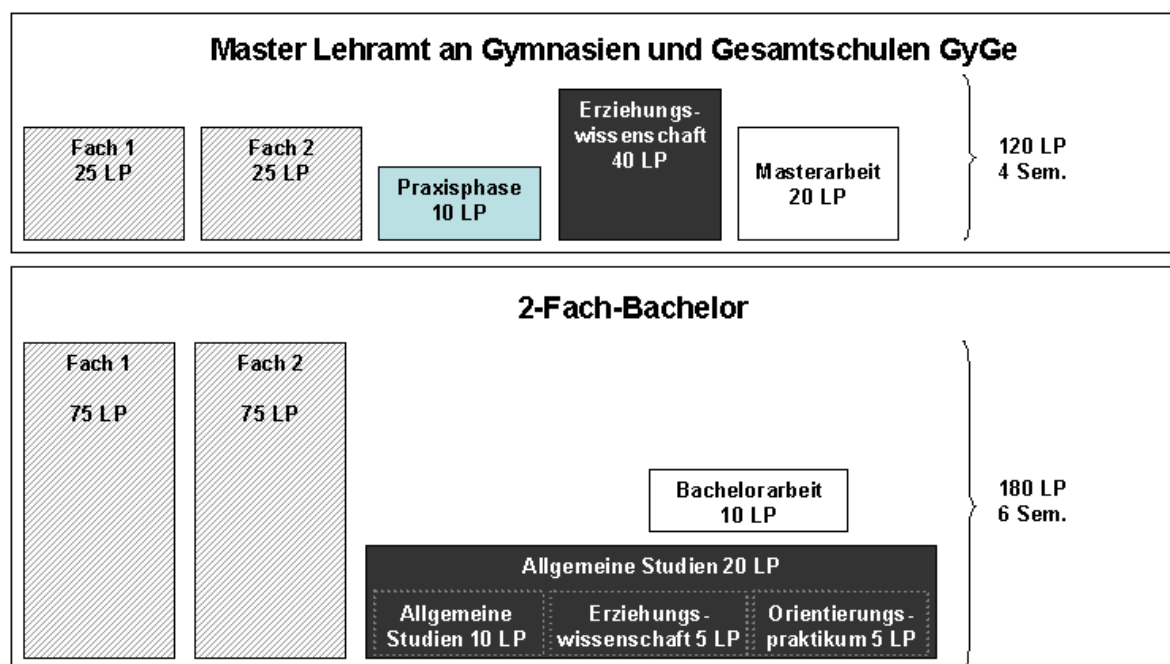 Master Lehramt an Gymnasien und Gesamtschulen GyGe
Fach 1
25 LP
Fach 2
25 LP
Praxisphase
10 LP
Erziehungs-
wissenschaft
40 LP
Masterarbeit
20 LP
120 LP
4 Sem.
2-Fach-Bachelor
Fach 1
75 LP
Fach 2
75 LP
Bachelorarbeit
10 LP
Allgemeine Studien 20 LP
Allgemeine
Studien 10 LP
Erziehungs-
wissenschaft 5 LP
Orientierungs-
praktikum 5 LP
180 LP
6 Sem.